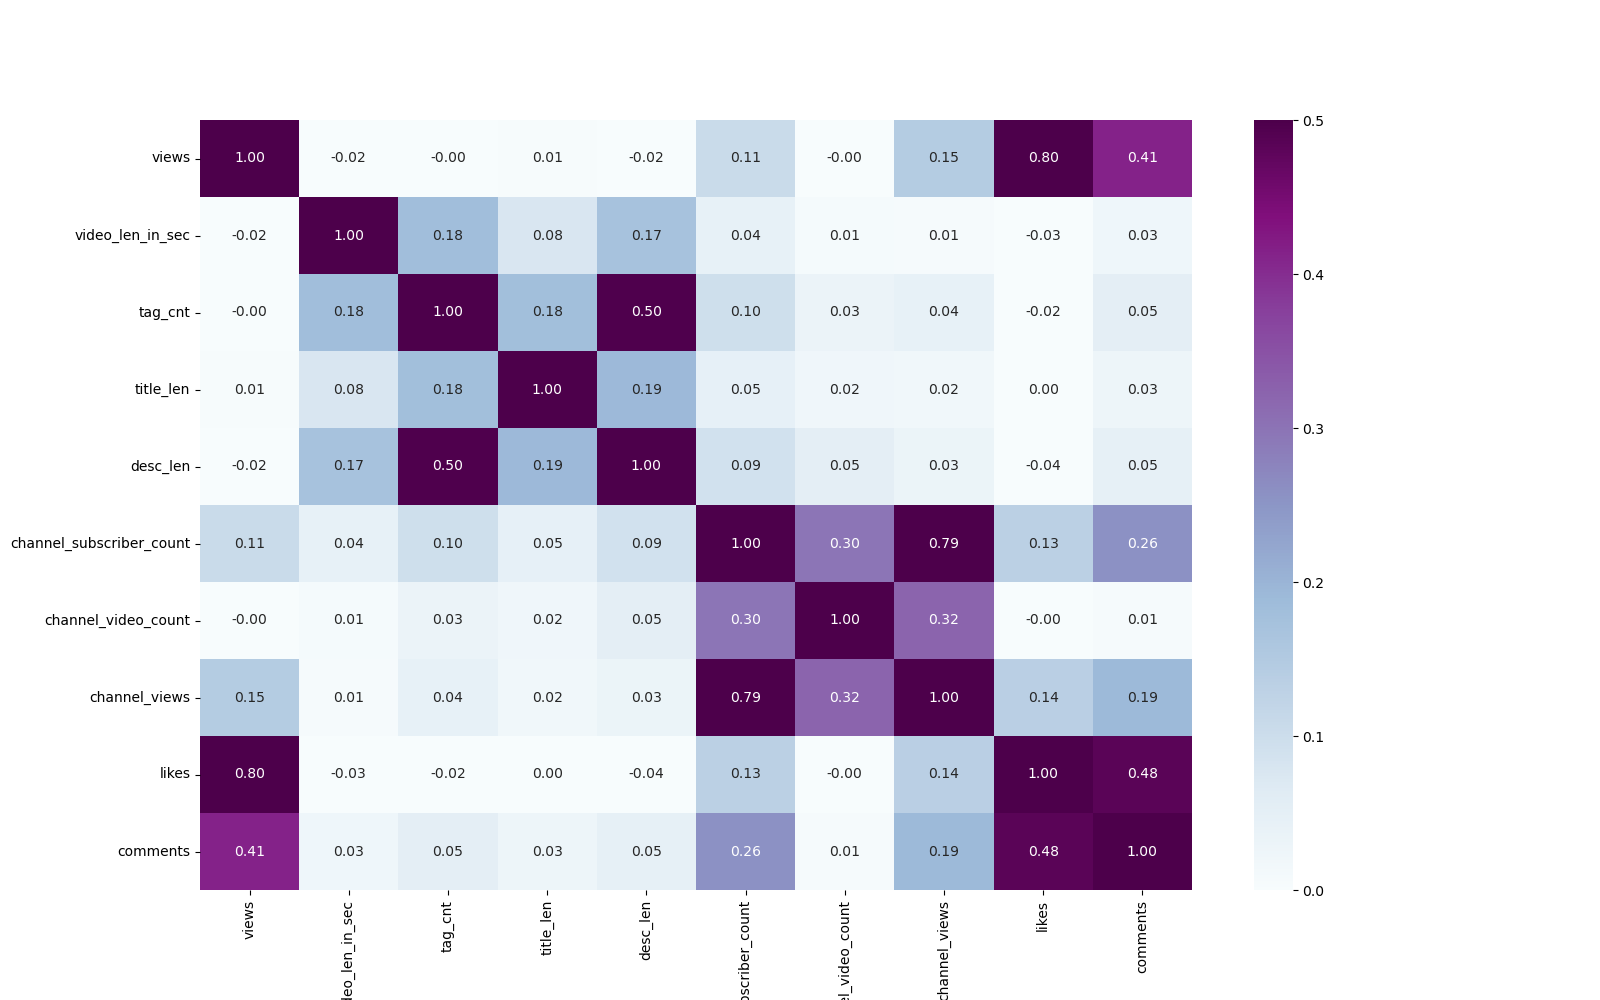 views 1.00 -0.02 -0.00 0.01 -0.02 0.11 -0.00 0.15 0.80 0.41
video_len_in_sec -0.02 1.00 0.18 0.08 0.17 0.04 0.01 0.01 -0.03 0.03
tag_cnt -0.00 0.18 1.00 0.18 0.50 0.10 0.03 0.04 -0.02 0.05
title_len 0.01 0.08 0.18 1.00 0.19 0.05 0.02 0.02 0.00 0.03
desc_len -0.02 0.17 0.50 0.19 1.00 0.09 0.05 0.03 -0.04 0.05
channel_subscriber_count 0.11 0.04 0.10 0.05 0.09 1.00 0.30 0.79 0.13 0.26
channel_video_count -0.00 0.01 0.03 0.02 0.05 0.30 1.00 0.32 -0.00 0.01
channel_views 0.15 0.01 0.04 0.02 0.03 0.79 0.32 1.00 0.14 0.19
likes 0.80 -0.03 -0.02 0.00 -0.04 0.13 -0.00 0.14 1.00 0.48
comments 0.41 0.03 0.05 0.03 0.05 0.26 0.01 0.19 0.48 1.00
views
deo_len_in_sec
tag_cnt
title_len
desc_len
bscriber_count
el_video_count
channel_views
likes
comments
0.5
0.4
0.3
0.2
0.1
0.0